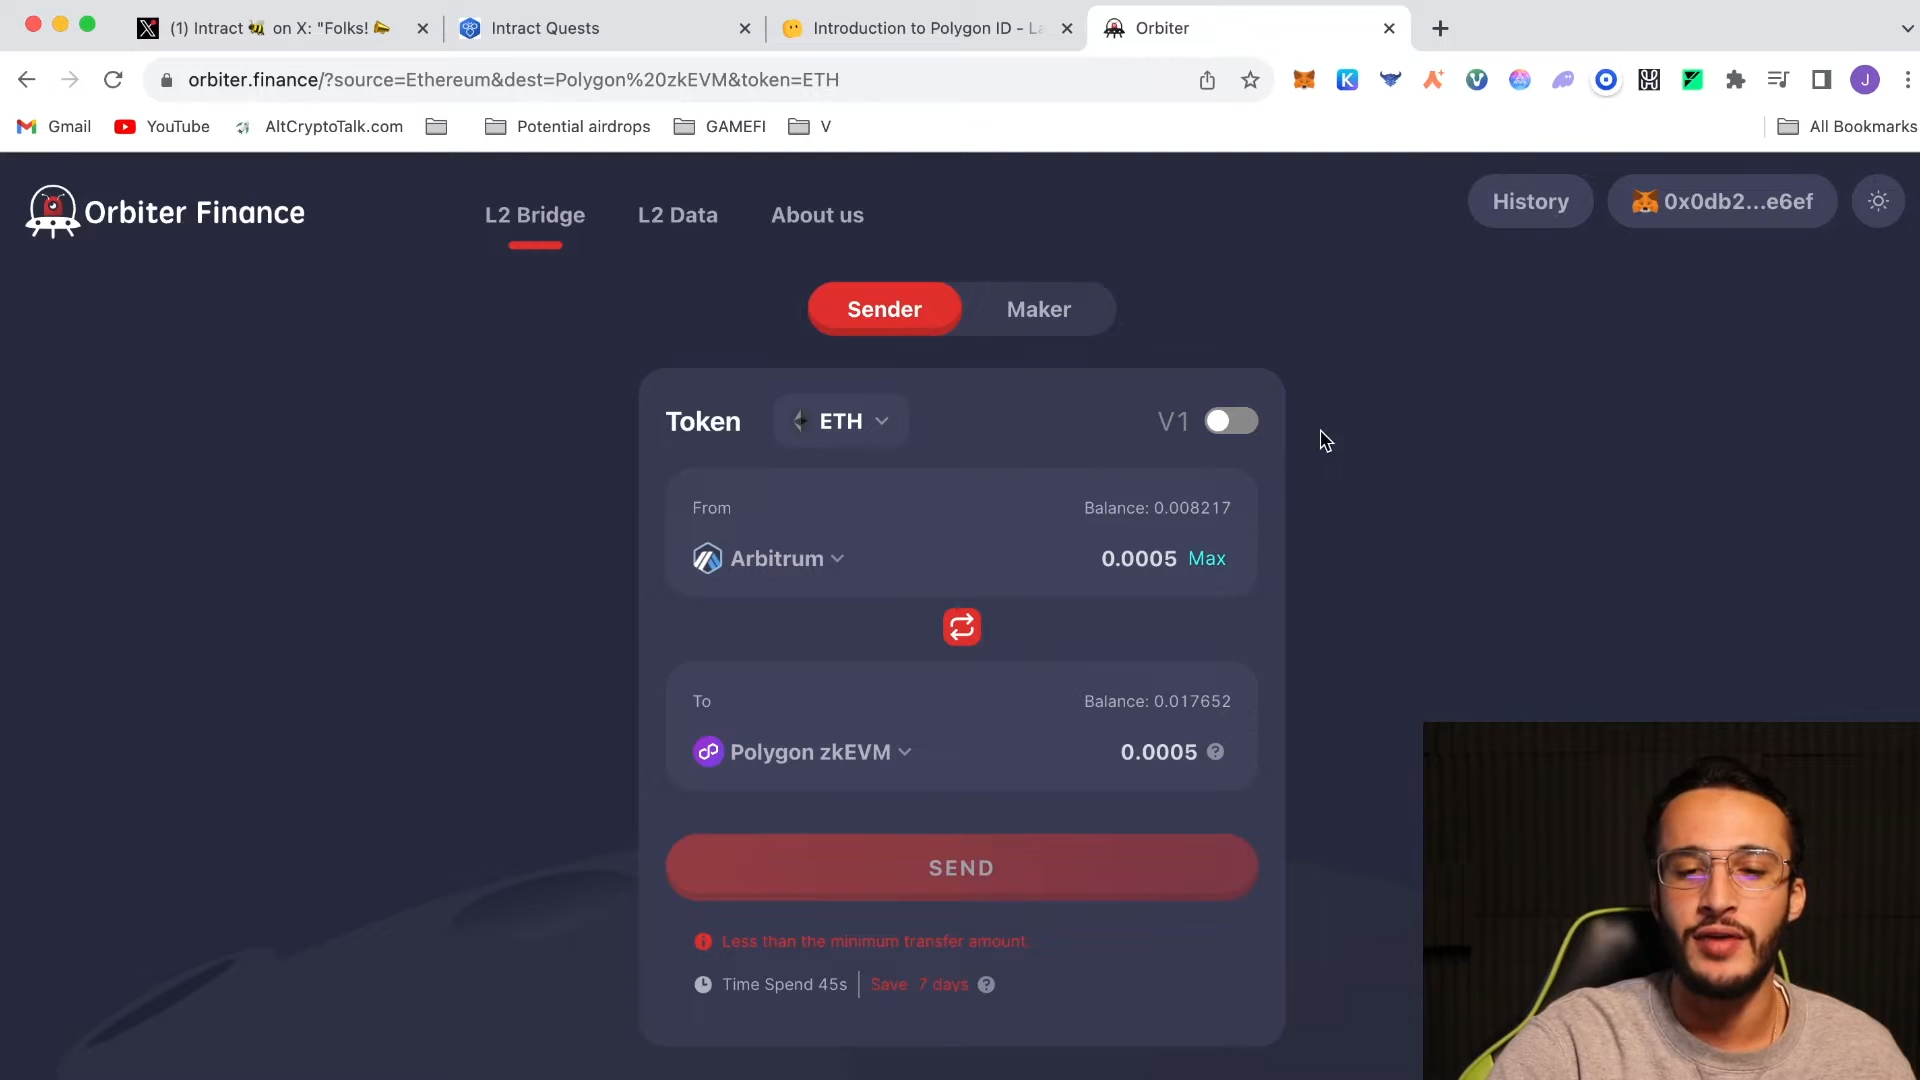 (1) Intract 🐝 on X: "Folks! 📣
Intract Quests
Introduction to Polygon ID - La
Orbiter
orbiter.finance/?source=Ethereum&dest=Polygon%20zkEVM&token=ETH
J
Gmail
YouTube
AltCryptoTalk.com
Potential airdrops
GAMEFI
V
All Bookmarks
Orbiter Finance
L2 Bridge
L2 Data
About us
History
0x0db2...e6ef
Sender
Maker
Token
ETH
V1
From
Balance: 0.008217
Arbitrum
0.0005 Max
To
Balance: 0.017652
Polygon zkEVM
0.0005
SEND
Less than the minimum transfer amount.
Time Spend 45s
Save 7 days